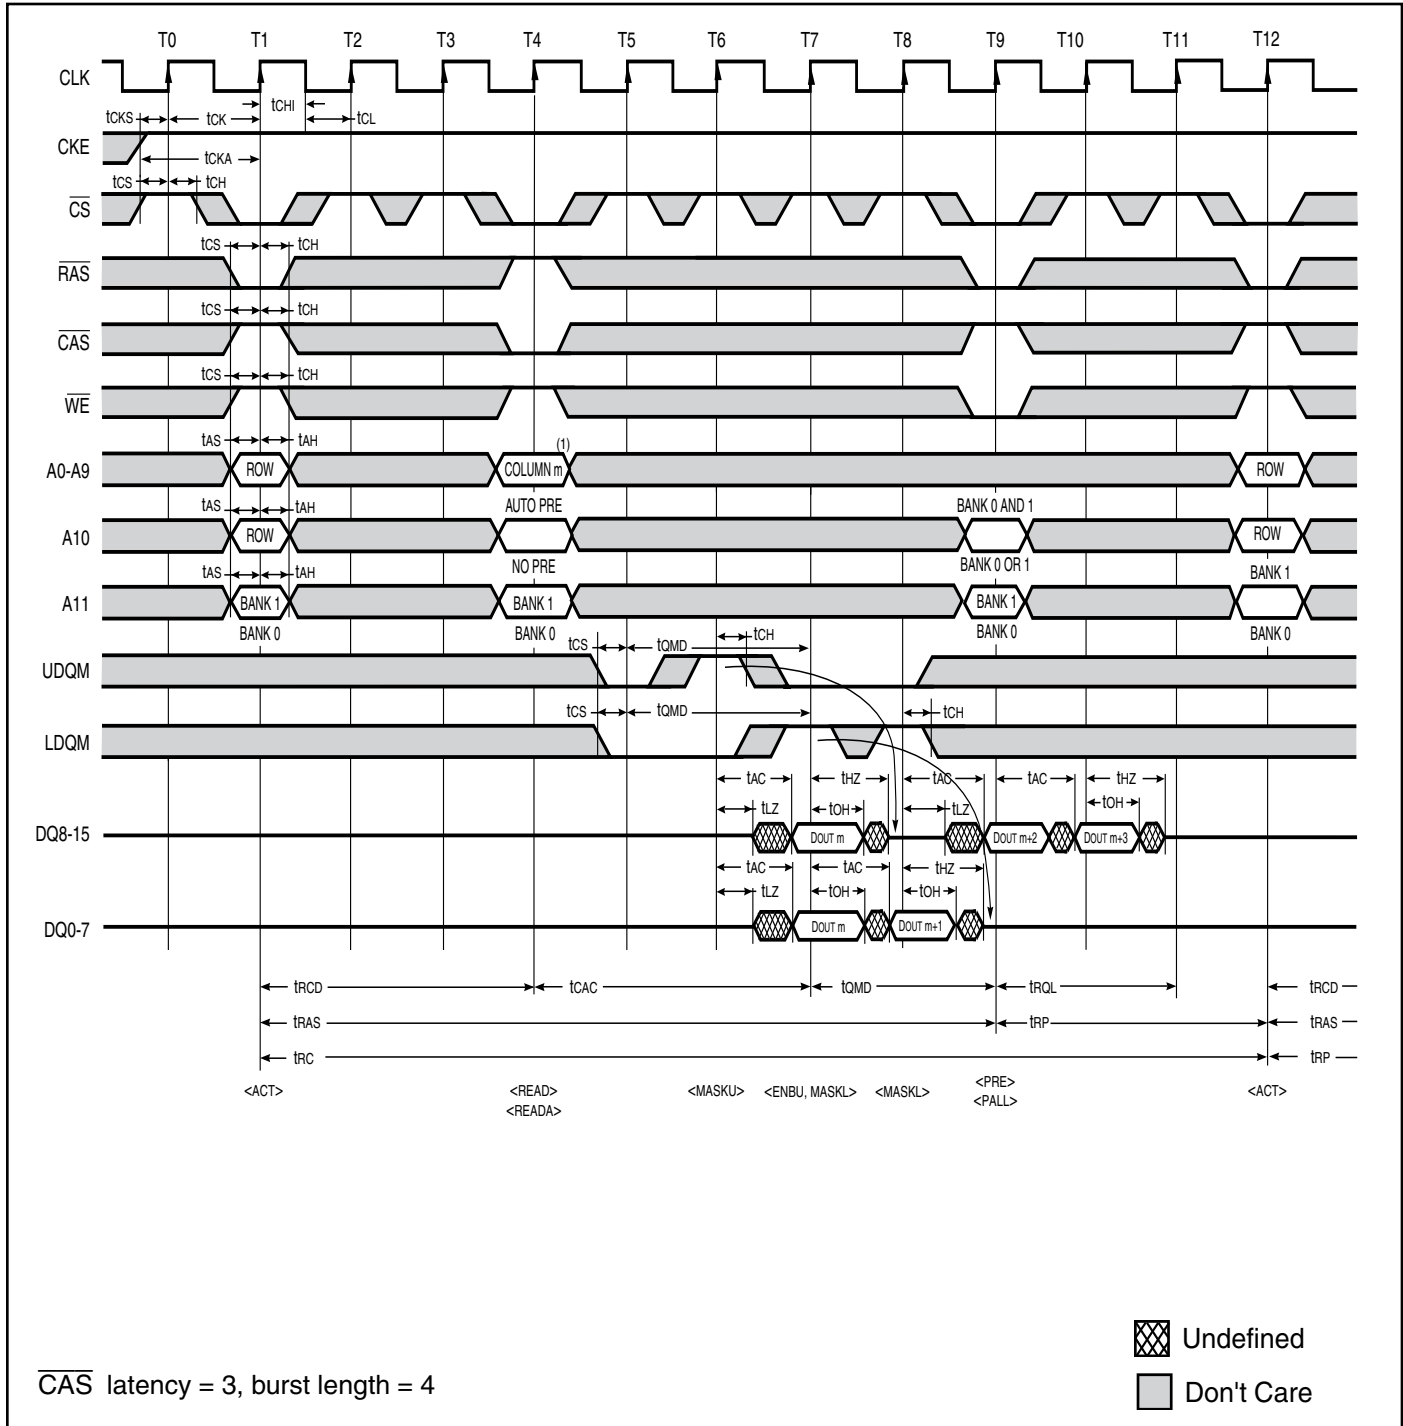 T0 T1 T2 T3 T4 T5 T6 T7 T8 T9 T10 T11 T12
CLK
tCHI
tCKS tCK tCL
CKE
tCKA
tCS tCH
CS
tCS tCH
RAS
tCS tCH
CAS
tCS tCH
WE
tAS tAH (1)
A0-A9 ROW COLUMN m ROW
tAS tAH AUTO PRE BANK 0 AND 1
A10 ROW ROW
tAS tAH NO PRE BANK 0 OR 1 BANK 1
A11 BANK 1 BANK 1 BANK 1
BANK 0 BANK 0 BANK 0 BANK 0
tCS tQMD tCH
UDQM
tCS tQMD tCH
LDQM
tAC tHZ tAC tAC tHZ
tLZ tOH tLZ tOH
DQ8-15 DOUT m DOUT m+2 DOUT m+3
tAC tAC tHZ
tLZ tOH tOH
DQ0-7 DOUT m DOUT m+1
tRCD tCAC tQMD tRQL tRCD
tRAS tRP tRAS
tRC tRP
<ACT> <READ> <MASKU> <ENBU, MASKL> <MASKL> <PRE> <ACT>
<READA> <PALL>
Undefined
CAS latency = 3, burst length = 4
Don't Care